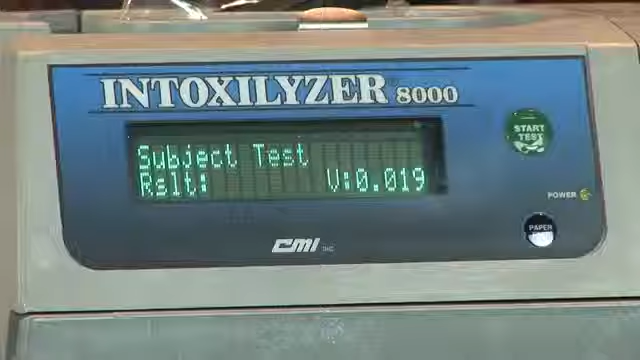 INTOXILYZER 8000
START
TEST
Subject Test
Rslt: V:0.019
POWER
PAPER
CMI INC